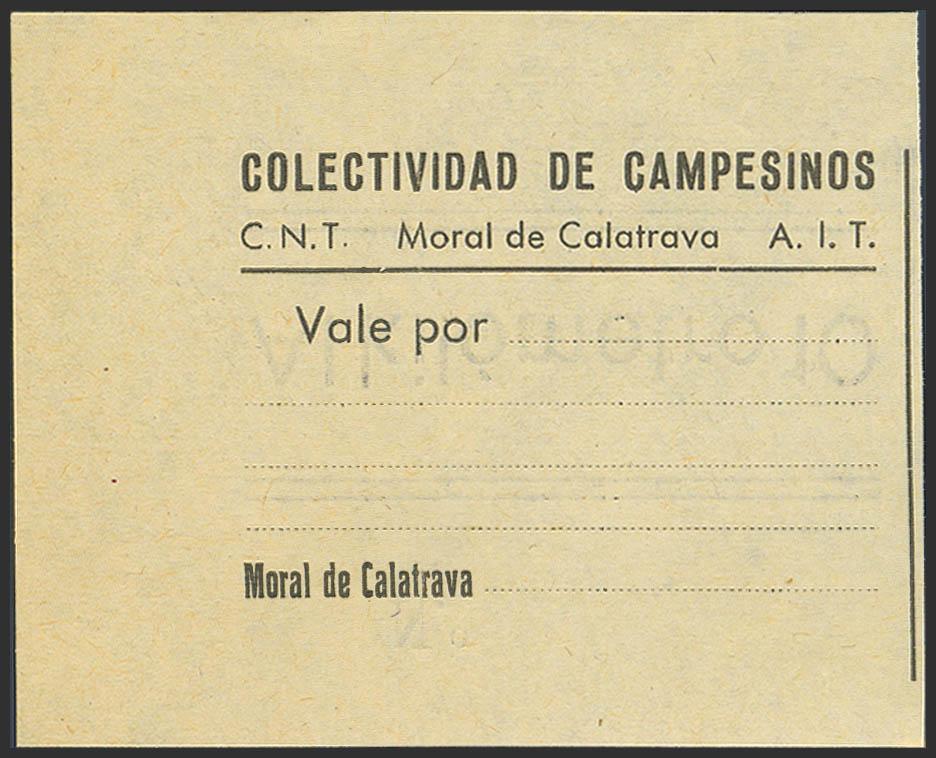 COLECTIVIDAD DE CAMPESINOS
C. N. T. Moral de Calatrava A. I. T.
Vale por
Moral de Calatrava